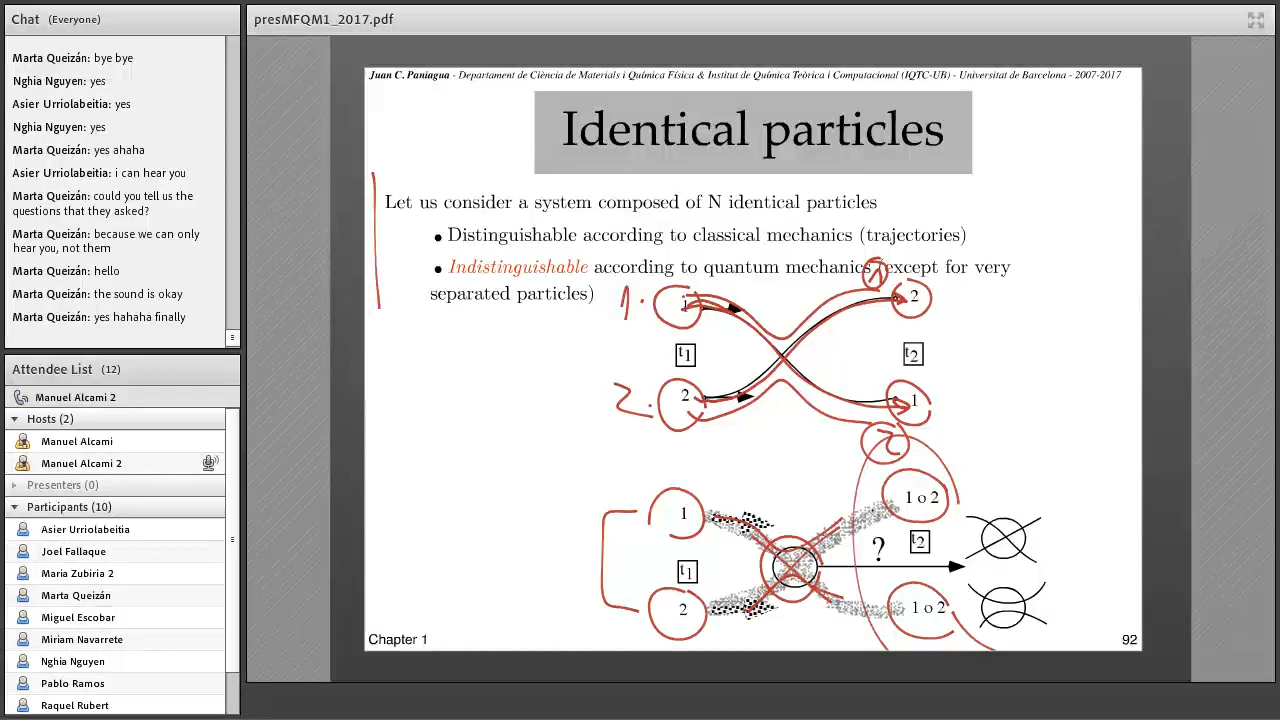 Chat (Everyone)
Marta Queizán: bye bye
Nghia Nguyen: yes
Asier Urriolabeitia: yes
Nghia Nguyen: yes
Marta Queizán: yes ahaha
Asier Urriolabeitia: i can hear you
Marta Queizán: could you tell us the
questions that they asked?
Marta Queizán: because we can only
hear you, not them
Marta Queizán: hello
Marta Queizán: the sound is okay
Marta Queizán: yes hahaha finally
Attendee List (12)
Manuel Alcami 2
Hosts (2)
Manuel Alcami
Manuel Alcami 2
Presenters (0)
Participants (10)
Asier Urriolabeitia
Joel Fallaque
Maria Zubiria 2
Marta Queizán
Miguel Escobar
Miriam Navarrete
Nghia Nguyen
Pablo Ramos
Raquel Rubert
presMFQM1_2017.pdf
Juan C. Paniagua - Departament de Ciència de Materials i Química Física & Institut de Química Teòrica i Computacional (IQTC-UB) - Universitat de Barcelona - 2007-2017
Identical particles
Let us consider a system composed of N identical particles
• Distinguishable according to classical mechanics (trajectories)
• Indistinguishable according to quantum mechanics (except for very
separated particles)
1. 1 1 2
t1 t2
2. 2 1
2
1 1 o 2
t1 ? t2
2 1 o 2
Chapter 1 92